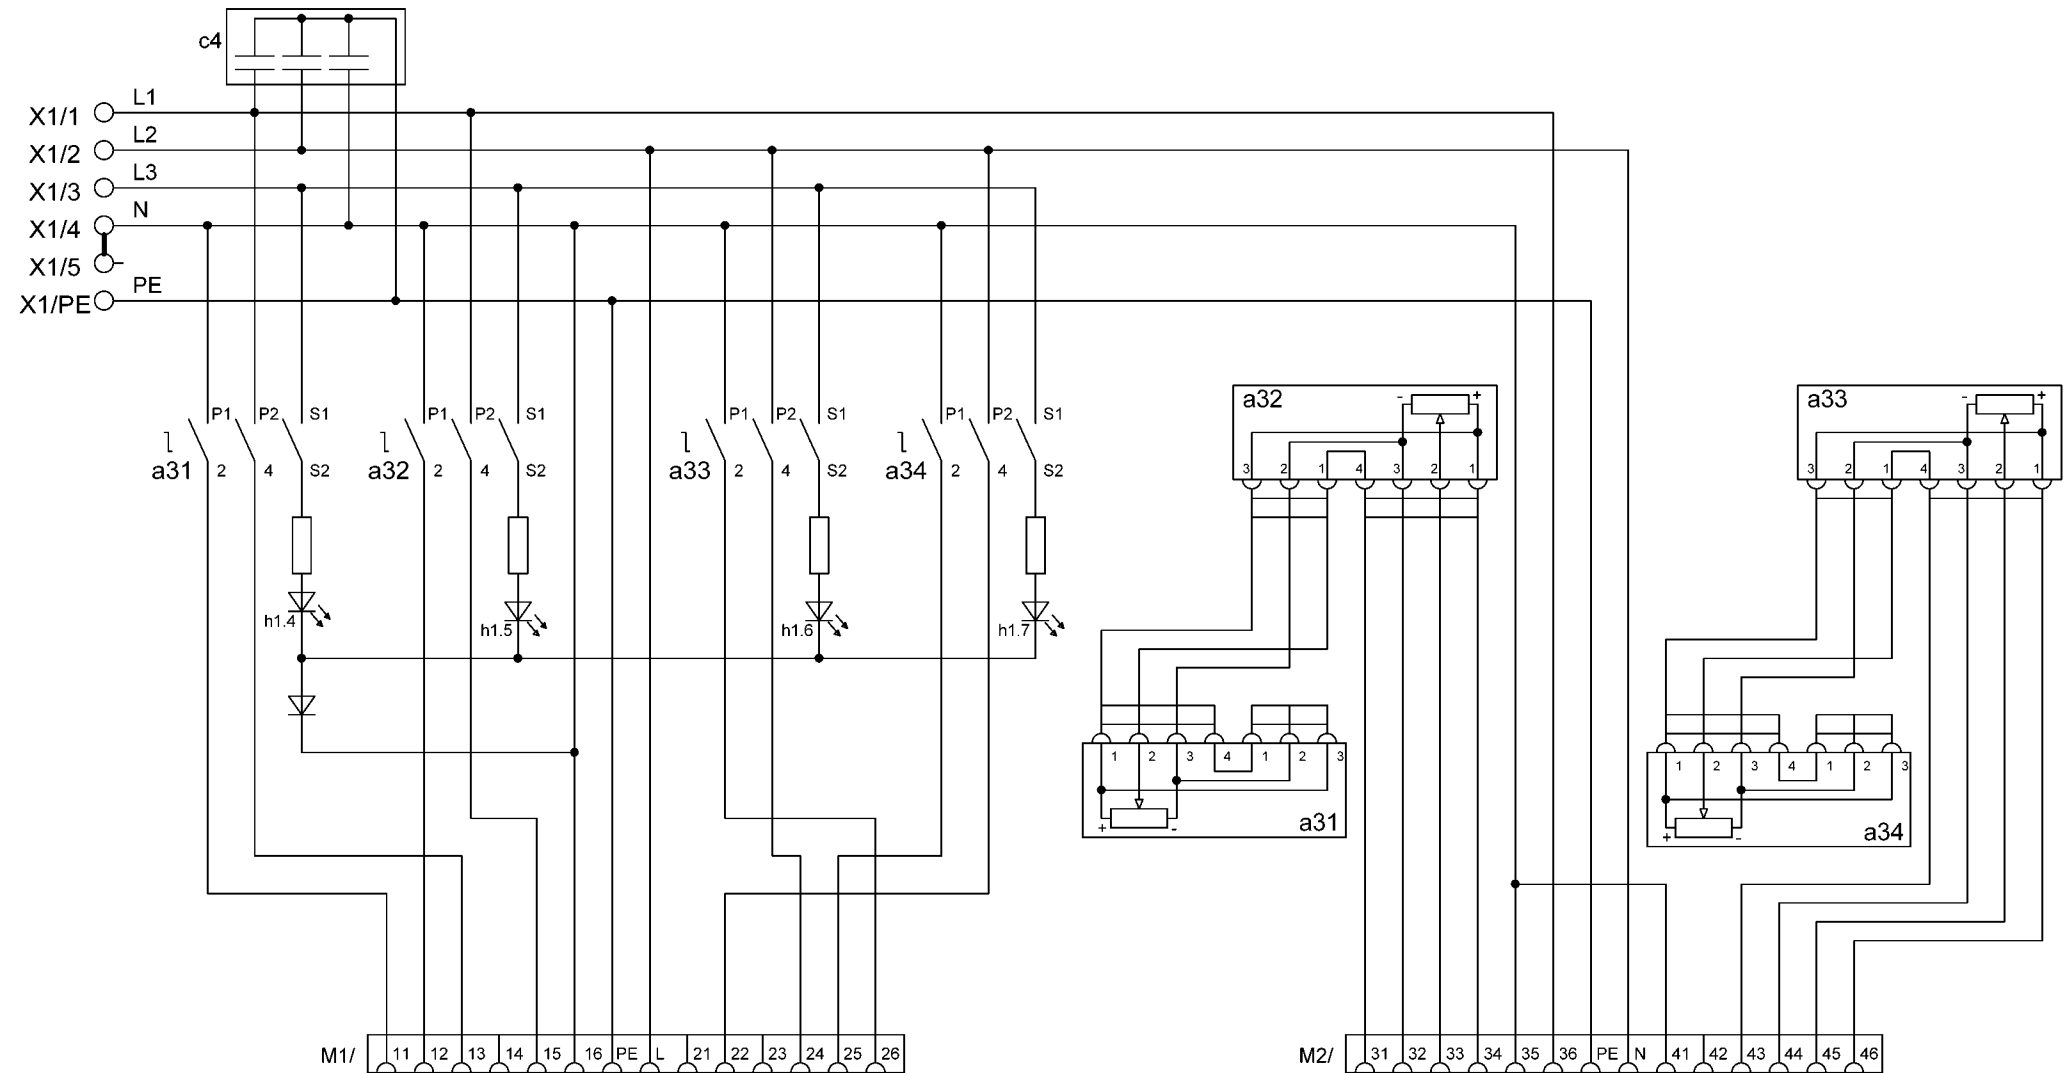 c4
L1
X1/1
L2
X1/2
L3
X1/3
N
X1/4
X1/5
PE
X1/PE
a32 - +
a33 - +
P1 P2 S1 P1 P2 S1 P1 P2 S1 P1 P2 S1
a31 2 4 S2 a32 2 4 S2 a33 2 4 S2 a34 2 4 S2
3 2 1 4 3 2 1
3 2 1 4 3 2 1
h1.4 h1.5 h1.6 h1.7
1 2 3 4 1 2 3
1 2 3 4 1 2 3
+ - a31
+ - a34
M1/ 11 12 13 14 15 16 PE L 21 22 23 24 25 26
M2/ 31 32 33 34 35 36 PE N 41 42 43 44 45 46